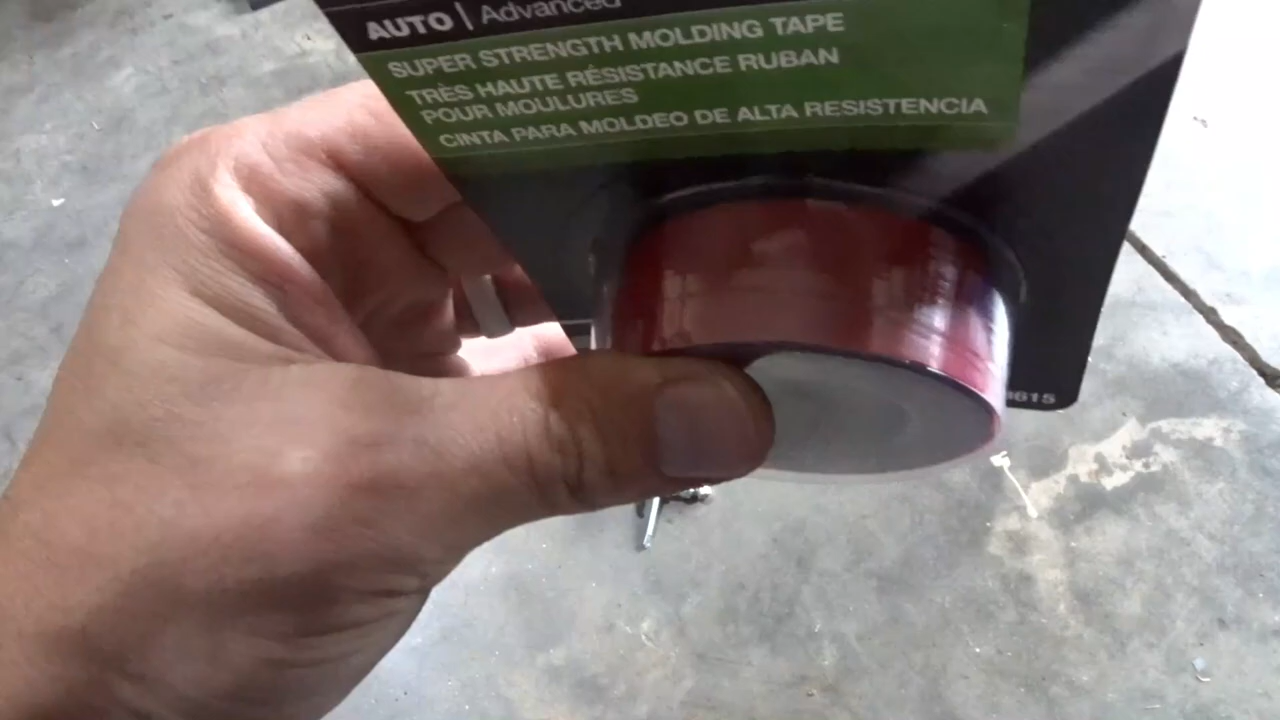 AUTO | Advanced
SUPER STRENGTH MOLDING TAPE
TRÈS HAUTE RÉSISTANCE RUBAN
POUR MOULURES
CINTA PARA MOLDEO DE ALTA RESISTENCIA